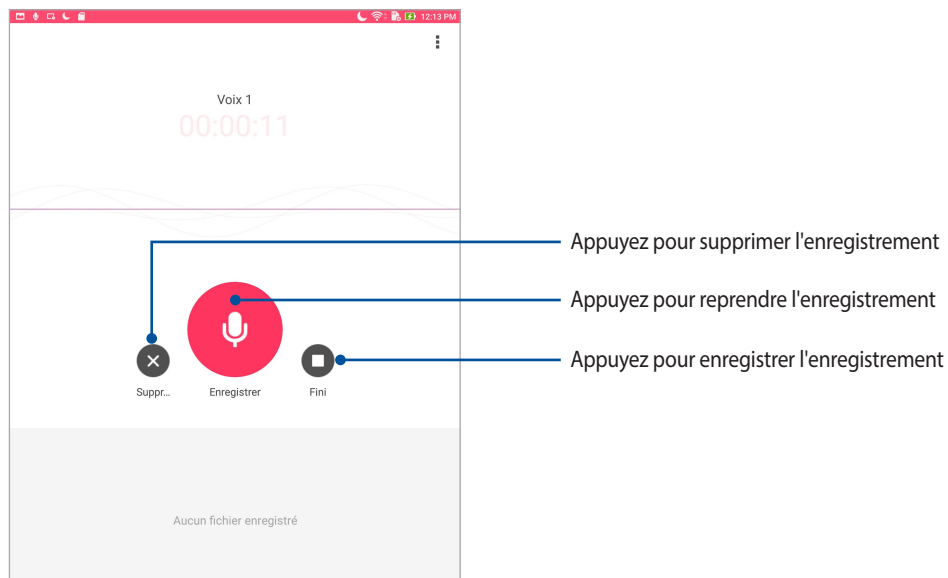 12:13 PM
Voix 1
00:00:11
Appuyez pour supprimer l'enregistrement
Appuyez pour reprendre l'enregistrement
Appuyez pour enregistrer l'enregistrement
Suppr...
Enregistrer
Fini
Aucun fichier enregistré